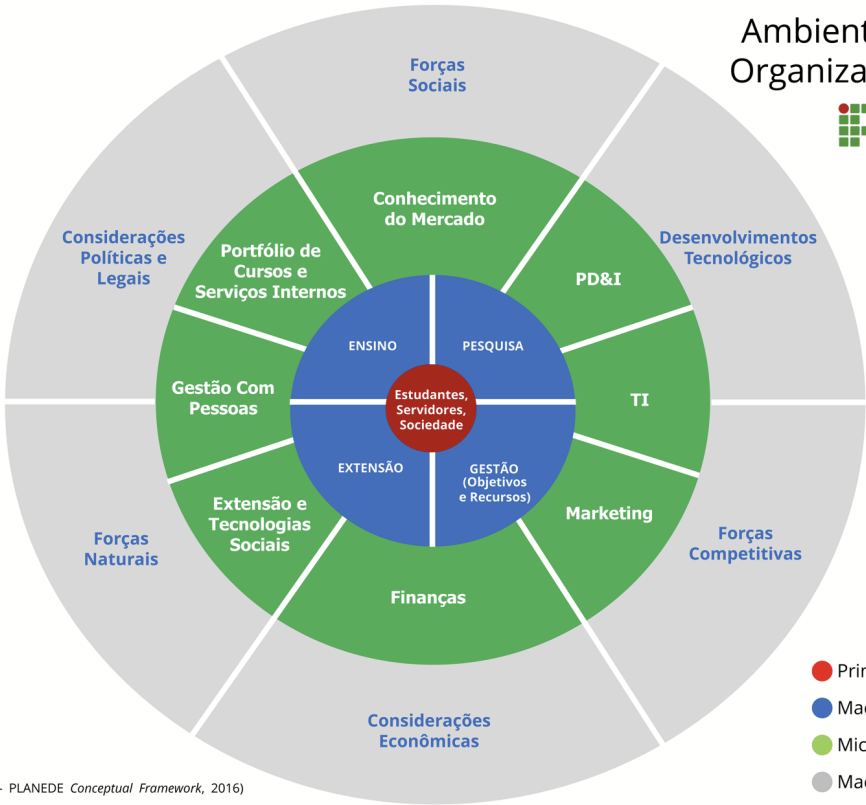 Ambient
Organiza
Forças
Sociais
Considerações
Políticas e
Legais
Desenvolvimentos
Tecnológicos
Conhecimento
do Mercado
Portfólio de
Cursos e
Serviços Internos
PD&I
ENSINO
PESQUISA
Gestão Com
Pessoas
Estudantes,
Servidores,
Sociedade
TI
EXTENSÃO
GESTÃO
(Objetivos
e Recursos)
Extensão e
Tecnologias
Sociais
Marketing
Forças
Naturais
Forças
Competitivas
Finanças
Considerações
Econômicas
Prin
Mac
Mic
Mac
- PLANEDE Conceptual Framework, 2016)